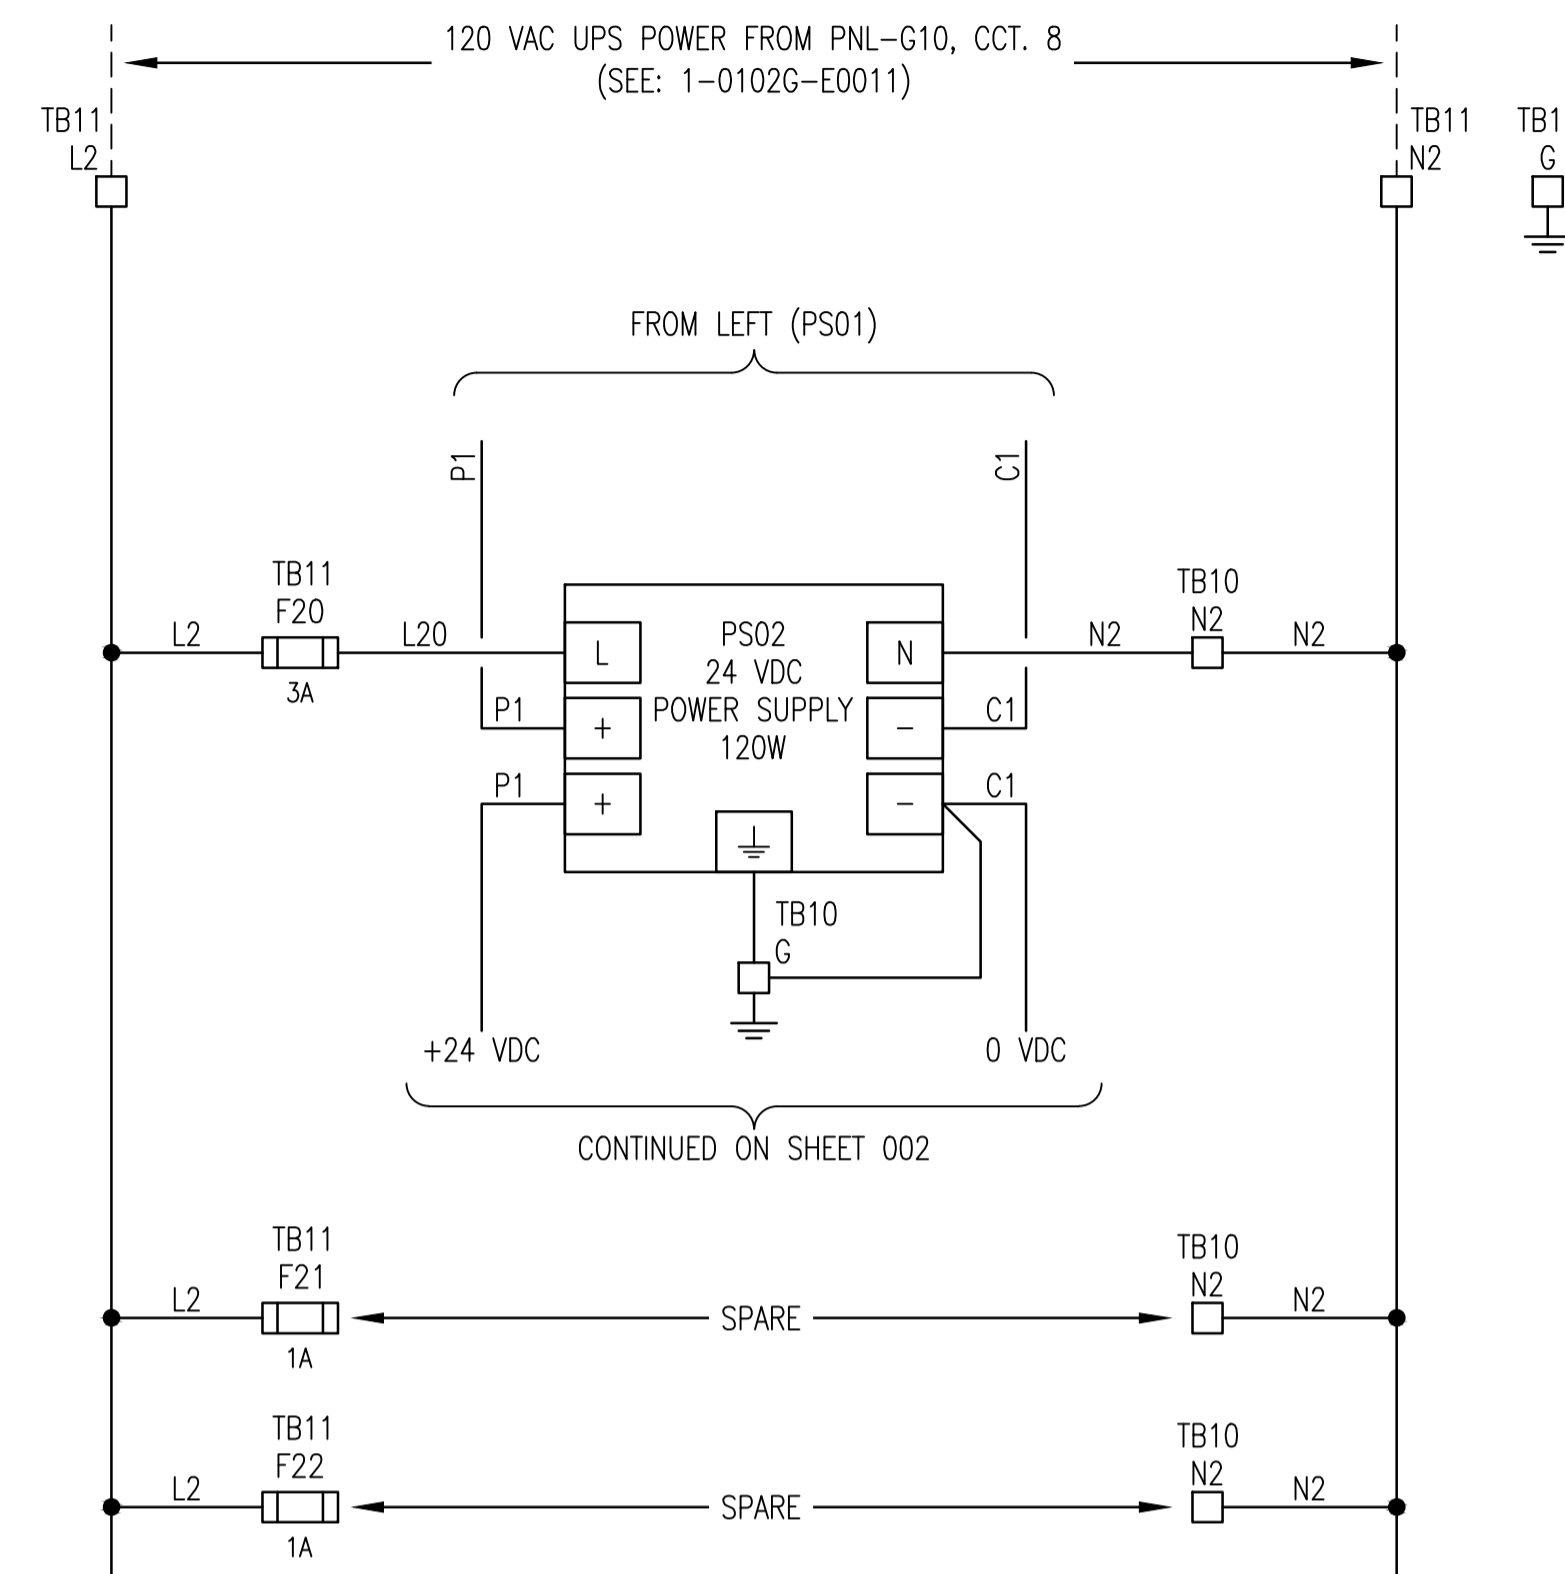 120 VAC UPS POWER FROM PNL-G10, CCT. 8
(SEE: 1-0102G-E0011)
TB11
L2
TB11
N2
TB1
G
FROM LEFT (PS01)
P1
C1
TB11
F20
L2
L20
3A
PS02
24 VDC
POWER SUPPLY
120W
L
N
+
-
+
-
P1
C1
P1
C1
TB10
N2
N2
N2
TB10
G
+24 VDC
0 VDC
CONTINUED ON SHEET 002
TB11
F21
L2
1A
SPARE
TB10
N2
N2
TB11
F22
L2
1A
SPARE
TB10
N2
N2